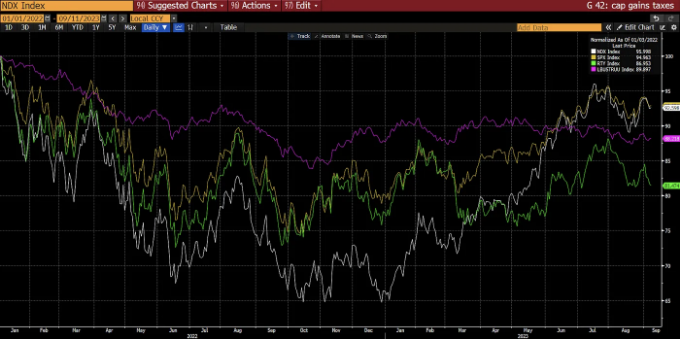 NDX Index
90 Suggested Charts
90 Actions
90 Edit
G 42: cap gains taxes
01/01/2022 - 09/11/2023 Local CCY
1D 3D 1M 6M YTD 1Y 5Y Max Daily Table
Add Data
Edit Chart
Track Annotate News Zoom
Normalized As Of 01/03/2022
Last Price
NDX Index
SPX Index 94.963
RTY Index 86.953
LBUSTRUU Index 89.897
100
95
90
85
80
75
70
65
Jan Feb Mar Apr May Jun Jul Aug Sep Oct Nov Dec Jan Feb Mar Apr May Jun Jul Aug Sep
2022 2023